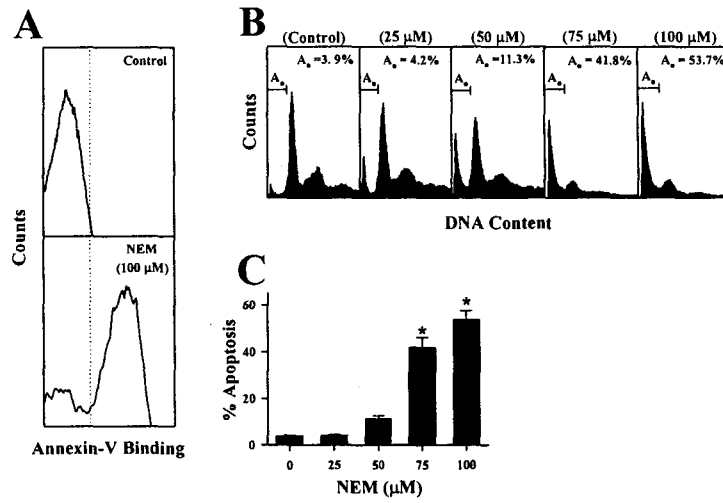 A
Control
NEM
(100 µM)
Counts
Annexin-V Binding
B
(Control) (25 µM) (50 µM) (75 µM) (100 µM)
Aₒ =3.9% Aₒ = 4.2% Aₒ =11.3% Aₒ = 41.8% Aₒ = 53.7%
Aₒ Aₒ Aₒ Aₒ Aₒ
Counts
DNA Content
C
% Apoptosis
60
40
20
0
* *
0 25 50 75 100
NEM (µM)